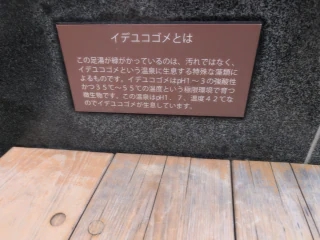 イデユコゴメとは
この足湯が緑がかっているのは、汚れではなく、
イデユコゴメという温泉に生息する特殊な藻類に
よるものです。イデユコゴメはpH1〜3の強酸性
かつ35℃〜55℃の温度という極限環境で育つ
微生物です。この温泉はpH1.7、温度42℃な
のでイデユコゴメが生息しています。